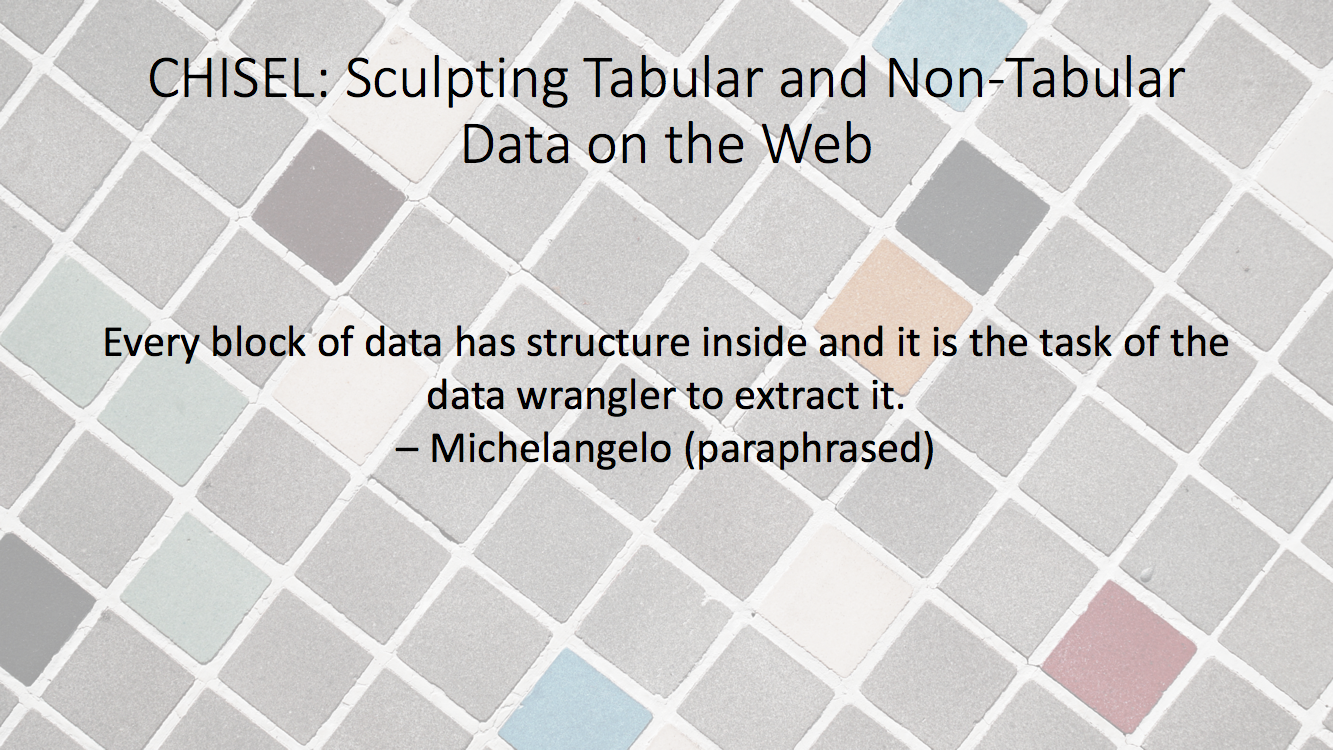 CHISEL: Sculpting Tabular and Non-Tabular
Data on the Web
Every block of data has structure inside and it is the task of the
data wrangler to extract it.
– Michelangelo (paraphrased)